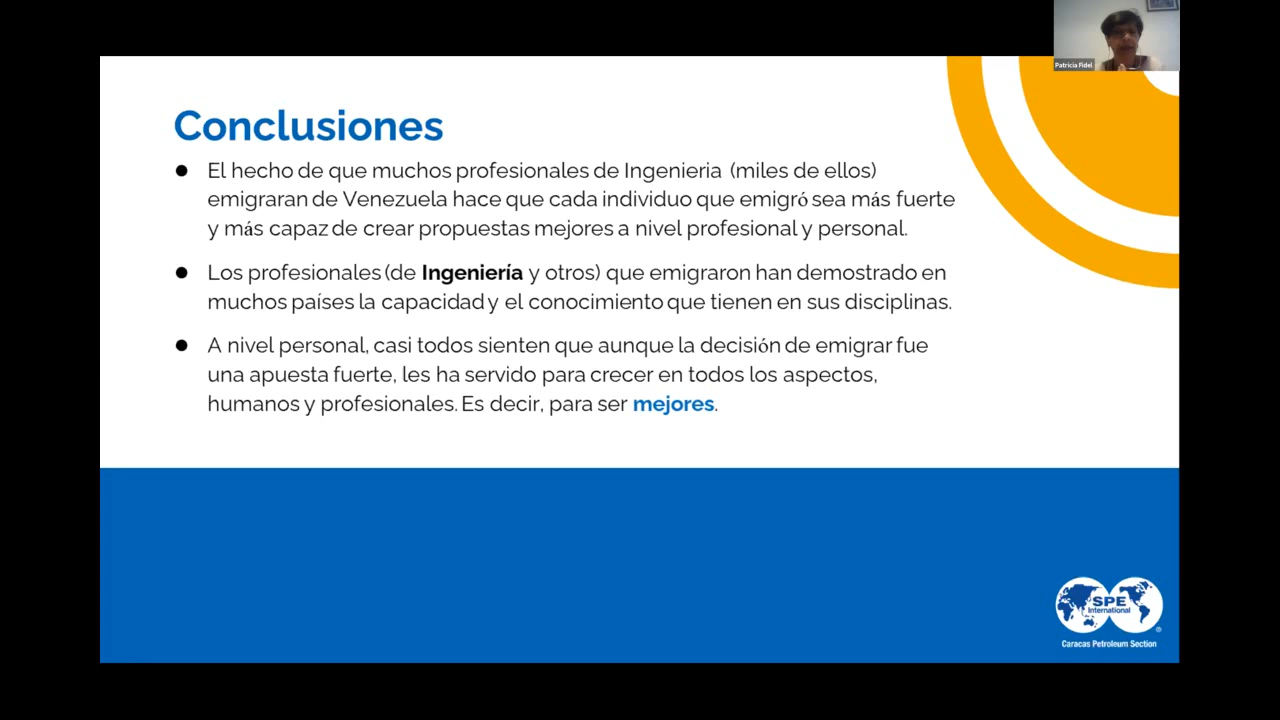 Patricia Fidel
Conclusiones
● El hecho de que muchos profesionales de Ingenieria (miles de ellos)
emigraran de Venezuela hace que cada individuo que emigró sea más fuerte
y más capaz de crear propuestas mejores a nivel profesional y personal.
● Los profesionales (de Ingeniería y otros) que emigraron han demostrado en
muchos países la capacidad y el conocimiento que tienen en sus disciplinas.
● A nivel personal, casi todos sienten que aunque la decisión de emigrar fue
una apuesta fuerte, les ha servido para crecer en todos los aspectos,
humanos y profesionales. Es decir, para ser mejores.
SPE
International
®
Caracas Petroleum Section